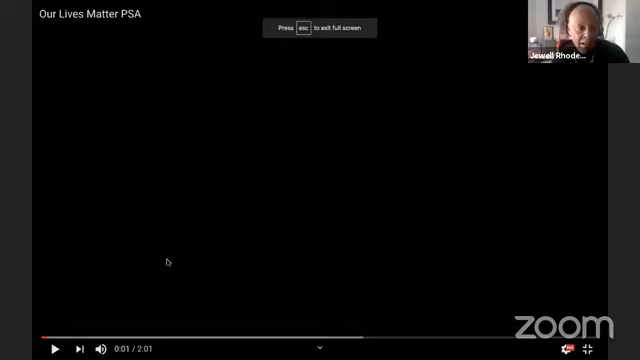 Our Lives Matter PSA
Press esc to exit full screen
Jewell Rhode...
0:01 / 2:01
zoom